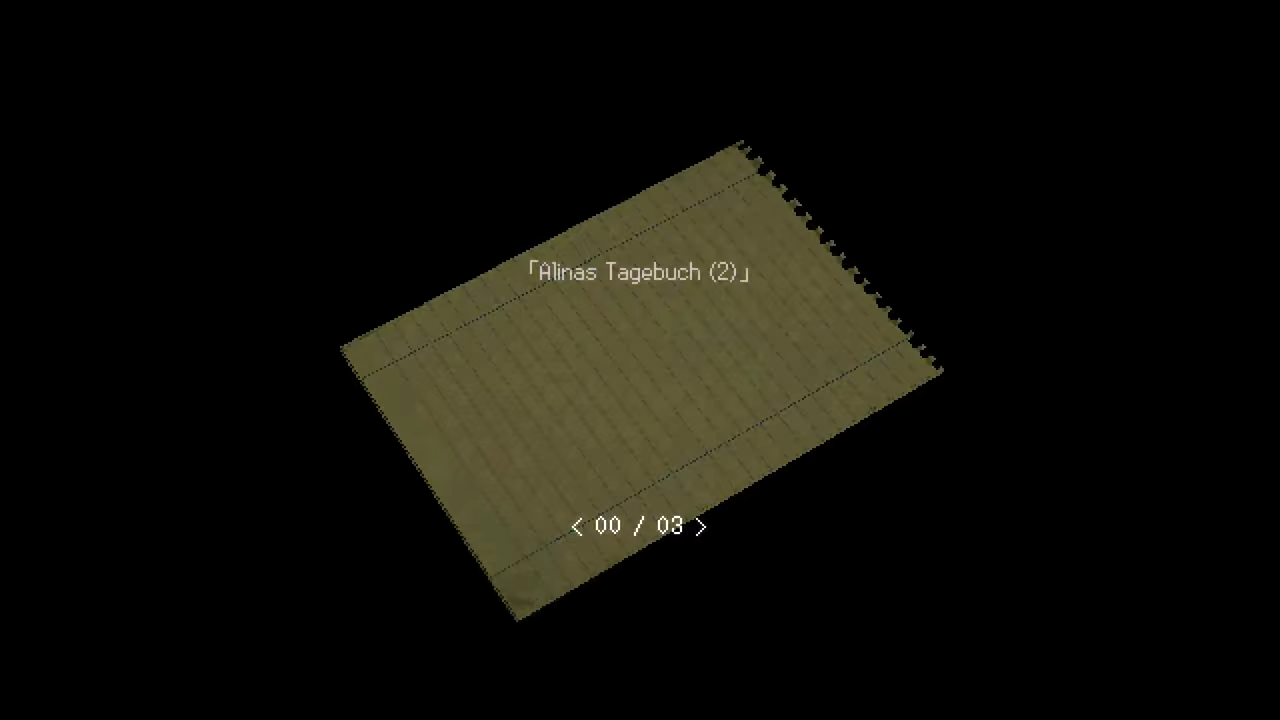 「Alinas Tagebuch (2)」
< 00 / 03 >